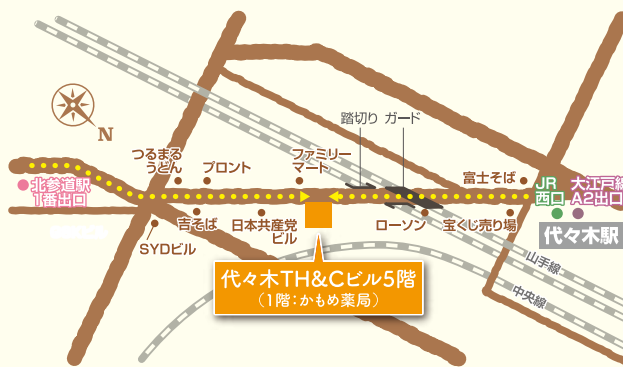 N
踏切り ガード
つるまる
うどん
プロント
ファミリー
マート
富士そば
北参道駅
1番出口
JR
西口
大江戸線
A2出口
代々木駅
SYDビル
吉そば
日本共産党
ビル
ローソン
宝くじ売り場
山手線
中央線
代々木TH&Cビル5階
(1階:かもめ薬局)